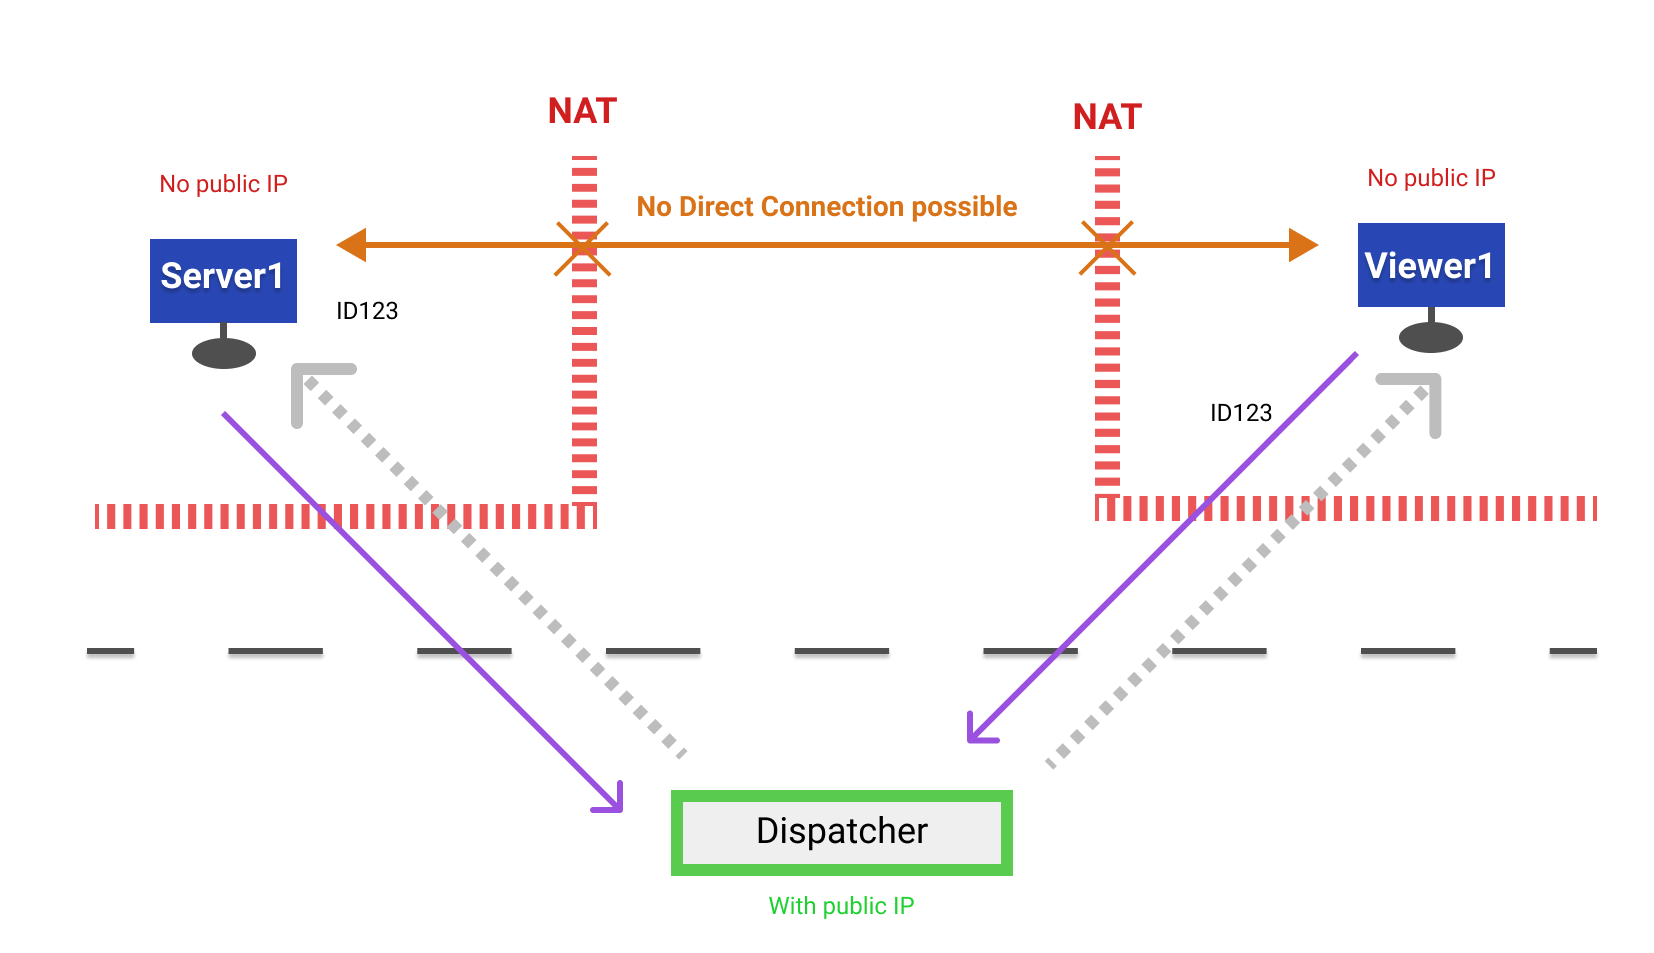 NAT
NAT
No public IP
No public IP
No Direct Connection possible
Server1
Viewer1
ID123
ID123
Dispatcher
With public IP